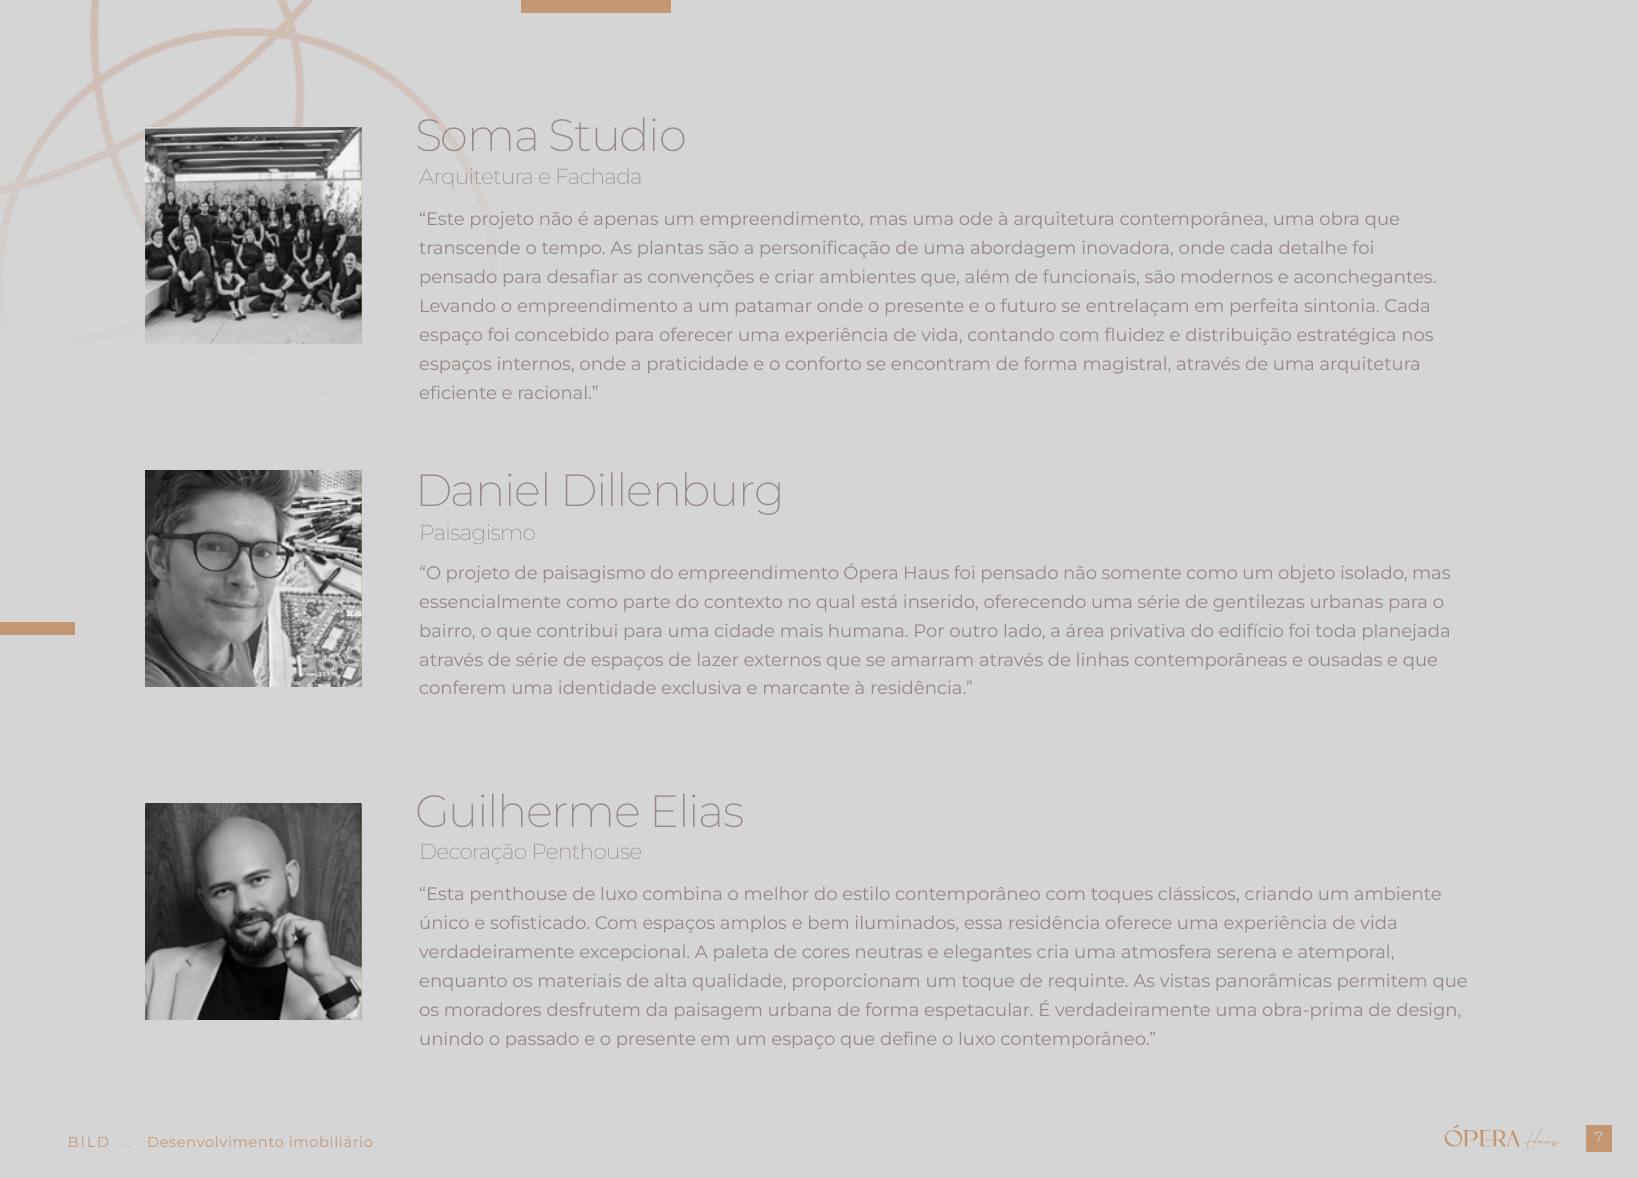 Soma Studio
Arquitetura e Fachada
“Este projeto não é apenas um empreendimento, mas uma ode à arquitetura contemporânea, uma obra que
transcende o tempo. As plantas são a personificação de uma abordagem inovadora, onde cada detalhe foi
pensado para desafiar as convenções e criar ambientes que, além de funcionais, são modernos e aconchegantes.
Levando o empreendimento a um patamar onde o presente e o futuro se entrelaçam em perfeita sintonia. Cada
espaço foi concebido para oferecer uma experiência de vida, contando com fluidez e distribuição estratégica nos
espaços internos, onde a praticidade e o conforto se encontram de forma magistral, através de uma arquitetura
eficiente e racional.”
Daniel Dillenburg
Paisagismo
“O projeto de paisagismo do empreendimento Ópera Haus foi pensado não somente como um objeto isolado, mas
essencialmente como parte do contexto no qual está inserido, oferecendo uma série de gentilezas urbanas para o
bairro, o que contribui para uma cidade mais humana. Por outro lado, a área privativa do edifício foi toda planejada
através de série de espaços de lazer externos que se amarram através de linhas contemporâneas e ousadas e que
conferem uma identidade exclusiva e marcante à residência.”
Guilherme Elias
Decoração Penthouse
“Esta penthouse de luxo combina o melhor do estilo contemporâneo com toques clássicos, criando um ambiente
único e sofisticado. Com espaços amplos e bem iluminados, essa residência oferece uma experiência de vida
verdadeiramente excepcional. A paleta de cores neutras e elegantes cria uma atmosfera serena e atemporal,
enquanto os materiais de alta qualidade, proporcionam um toque de requinte. As vistas panorâmicas permitem que
os moradores desfrutem da paisagem urbana de forma espetacular. É verdadeiramente uma obra-prima de design,
unindo o passado e o presente em um espaço que define o luxo contemporâneo.”
BILD . Desenvolvimento imobiliário
ÓPERA Haus
7